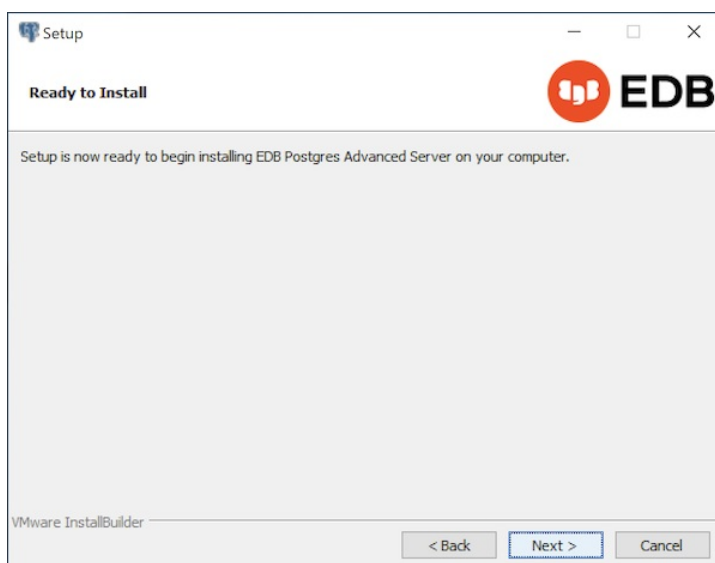 Setup
Ready to Install
EDB
Setup is now ready to begin installing EDB Postgres Advanced Server on your computer.
VMware InstallBuilder
< Back
Next >
Cancel